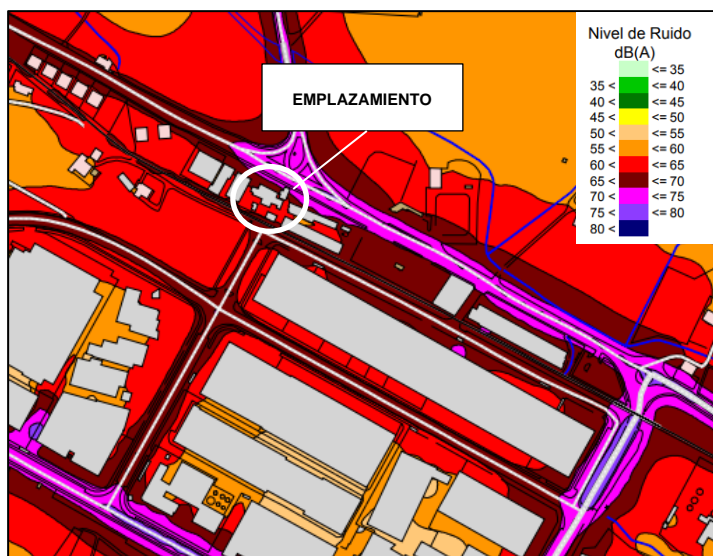 Nivel de Ruido
dB(A)
<= 35
35 < <= 40
40 < <= 45
45 < <= 50
50 < <= 55
55 < <= 60
60 < <= 65
65 < <= 70
70 < <= 75
75 < <= 80
80 <
EMPLAZAMIENTO